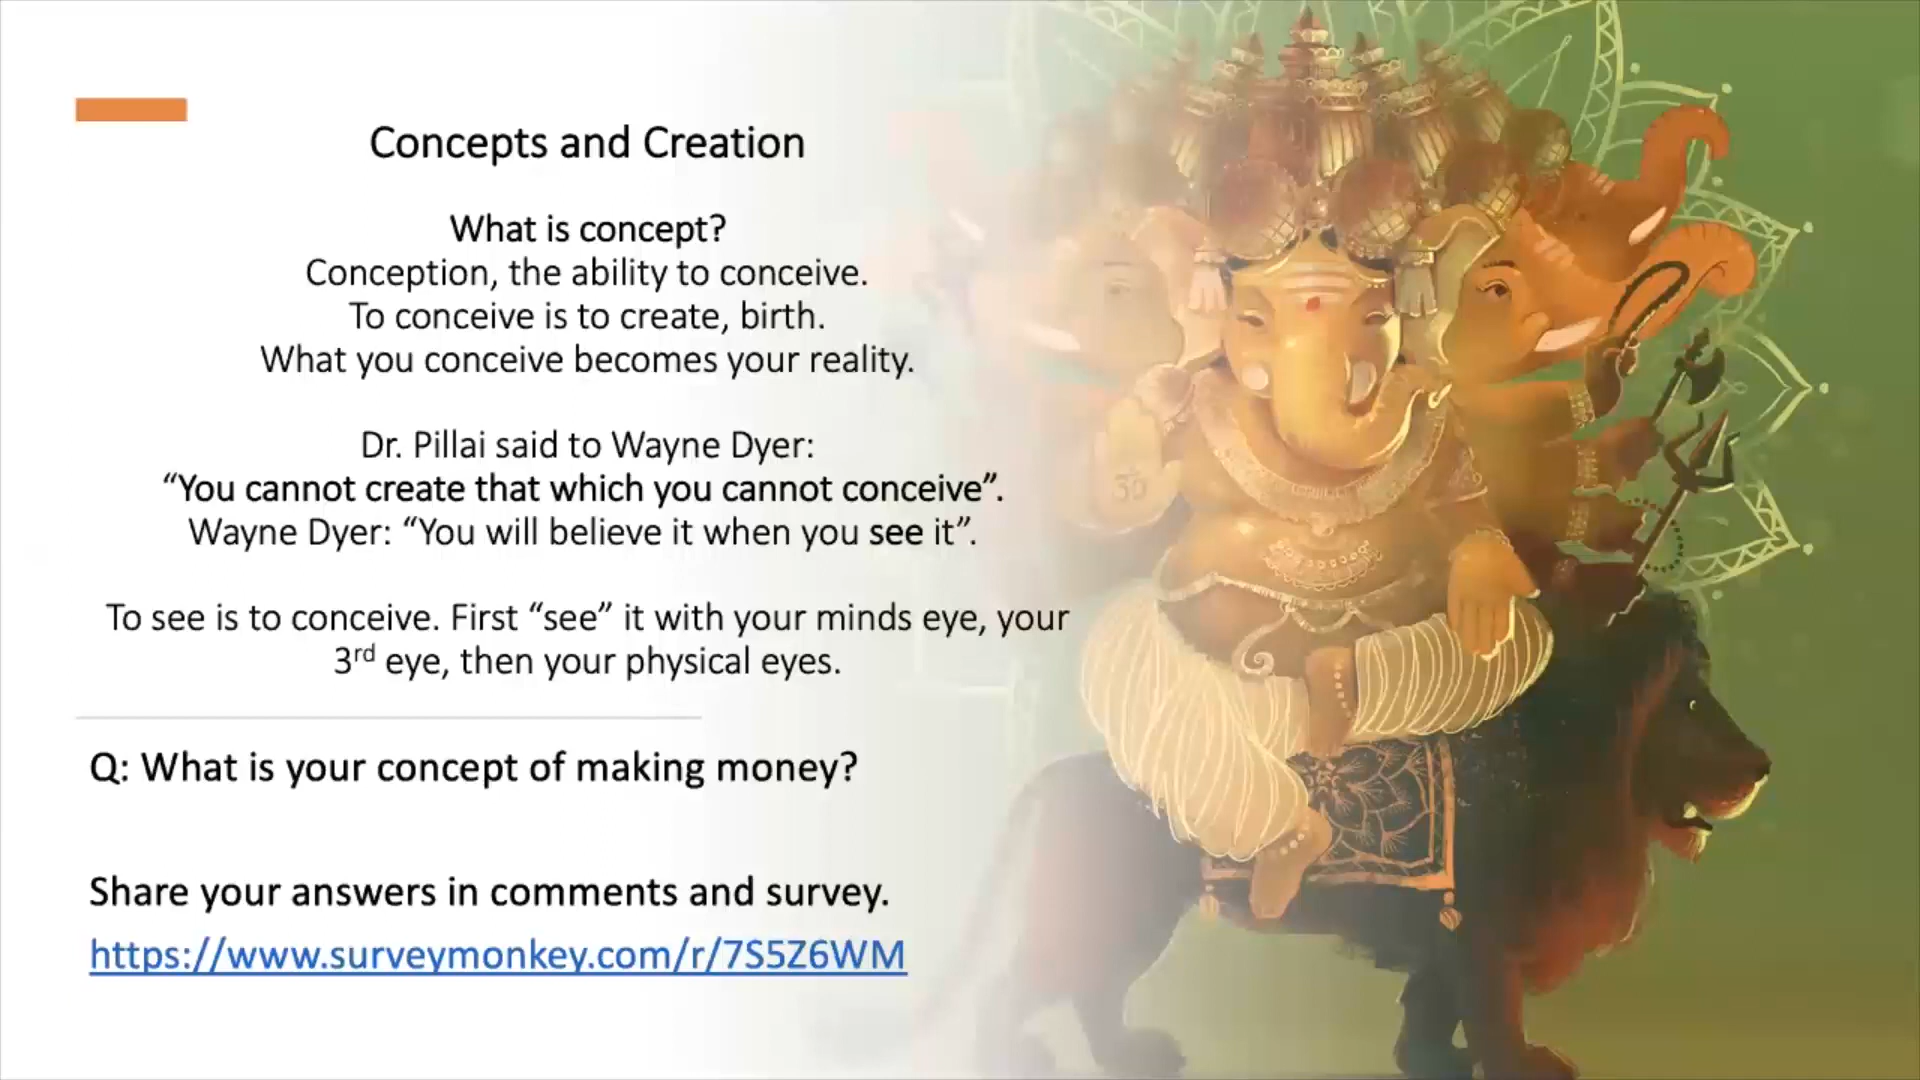 Concepts and Creation
What is concept?
Conception, the ability to conceive.
To conceive is to create, birth.
What you conceive becomes your reality.
Dr. Pillai said to Wayne Dyer:
“You cannot create that which you cannot conceive”.
Wayne Dyer: “You will believe it when you see it”.
To see is to conceive. First “see” it with your minds eye, your
3rd eye, then your physical eyes.
Q: What is your concept of making money?
Share your answers in comments and survey.
https://www.surveymonkey.com/r/7S5Z6WM